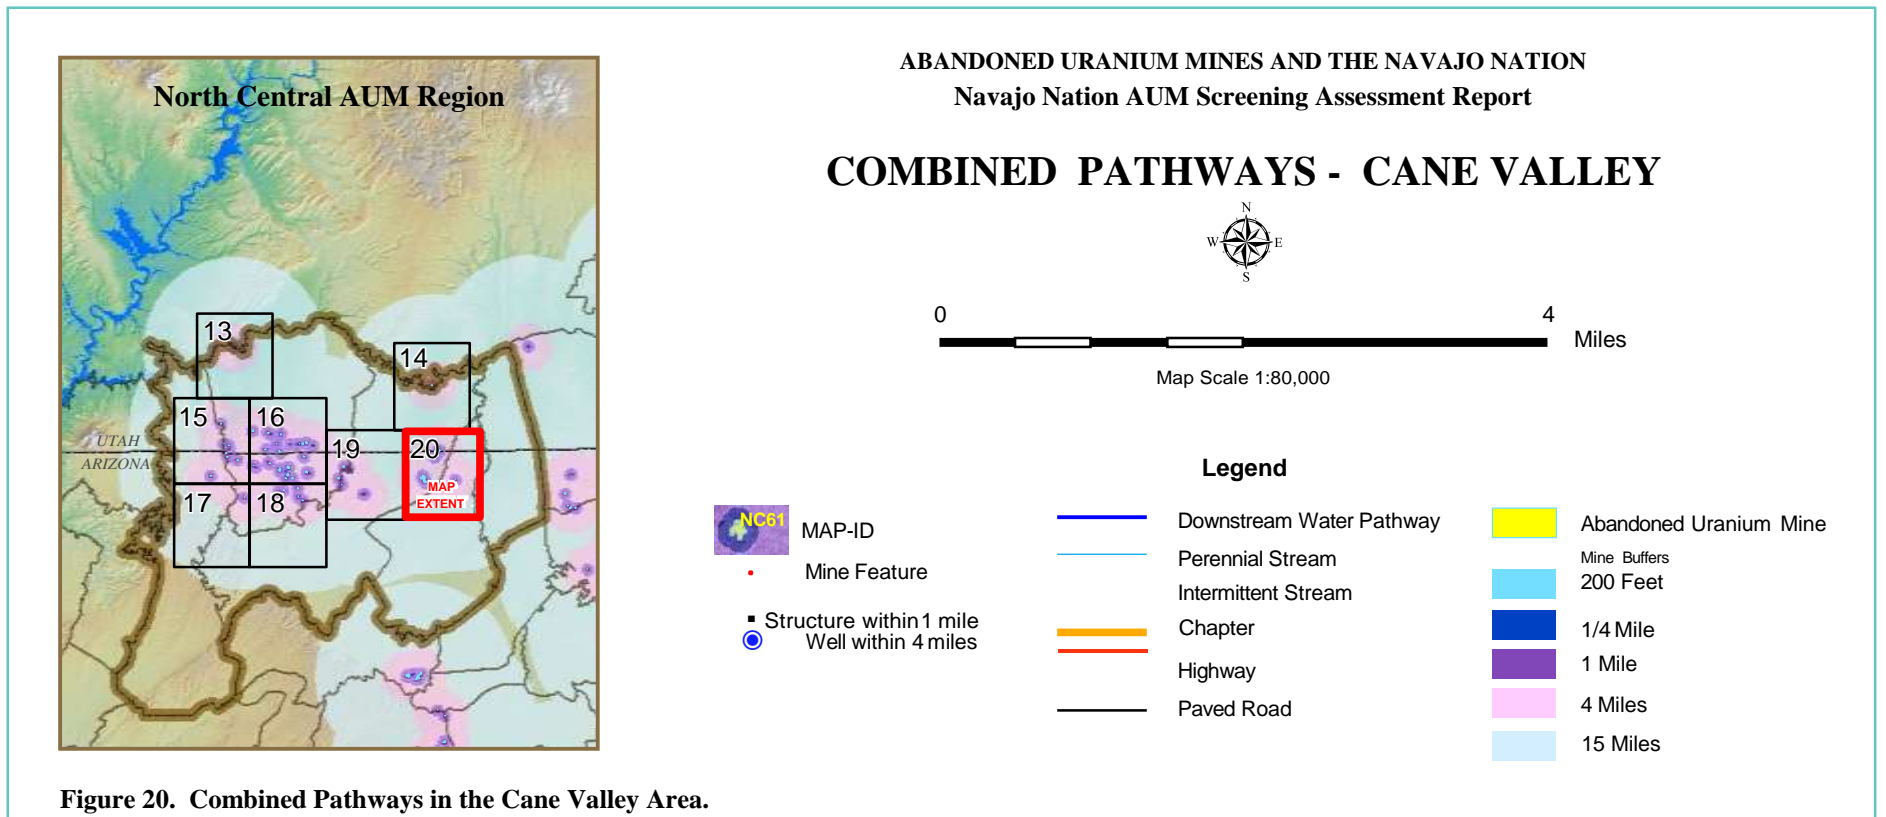 North Central AUM Region
13
14
15
16
UTAH
ARIZONA
19
20
MAP
EXTENT
17
18
ABANDONED URANIUM MINES AND THE NAVAJO NATION
Navajo Nation AUM Screening Assessment Report
COMBINED PATHWAYS - CANE VALLEY
N
W
E
S
0
4
Miles
Map Scale 1:80,000
Legend
NC61
MAP-ID
Mine Feature
Structure within 1 mile
Well within 4 miles
Downstream Water Pathway
Perennial Stream
Intermittent Stream
Chapter
Highway
Paved Road
Abandoned Uranium Mine
Mine Buffers
200 Feet
1/4 Mile
1 Mile
4 Miles
15 Miles
Figure 20. Combined Pathways in the Cane Valley Area.